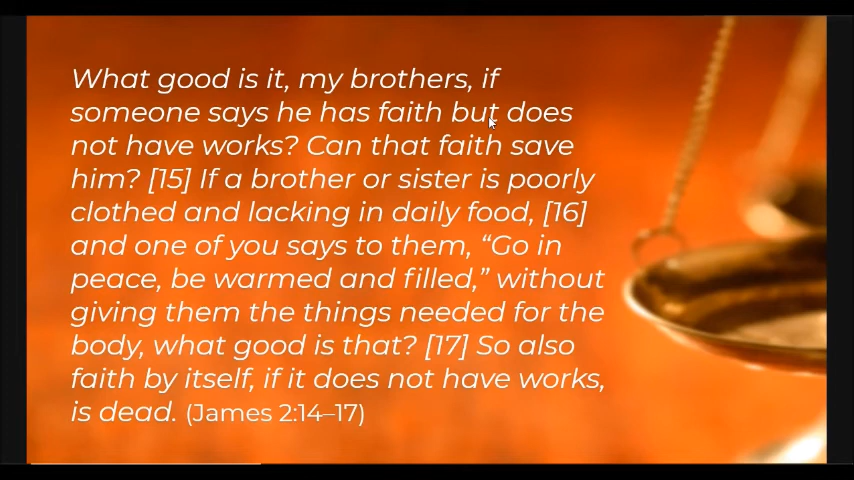 What good is it, my brothers, if
someone says he has faith but does
not have works? Can that faith save
him? [15] If a brother or sister is poorly
clothed and lacking in daily food, [16]
and one of you says to them, “Go in
peace, be warmed and filled,” without
giving them the things needed for the
body, what good is that? [17] So also
faith by itself, if it does not have works,
is dead. (James 2:14–17)